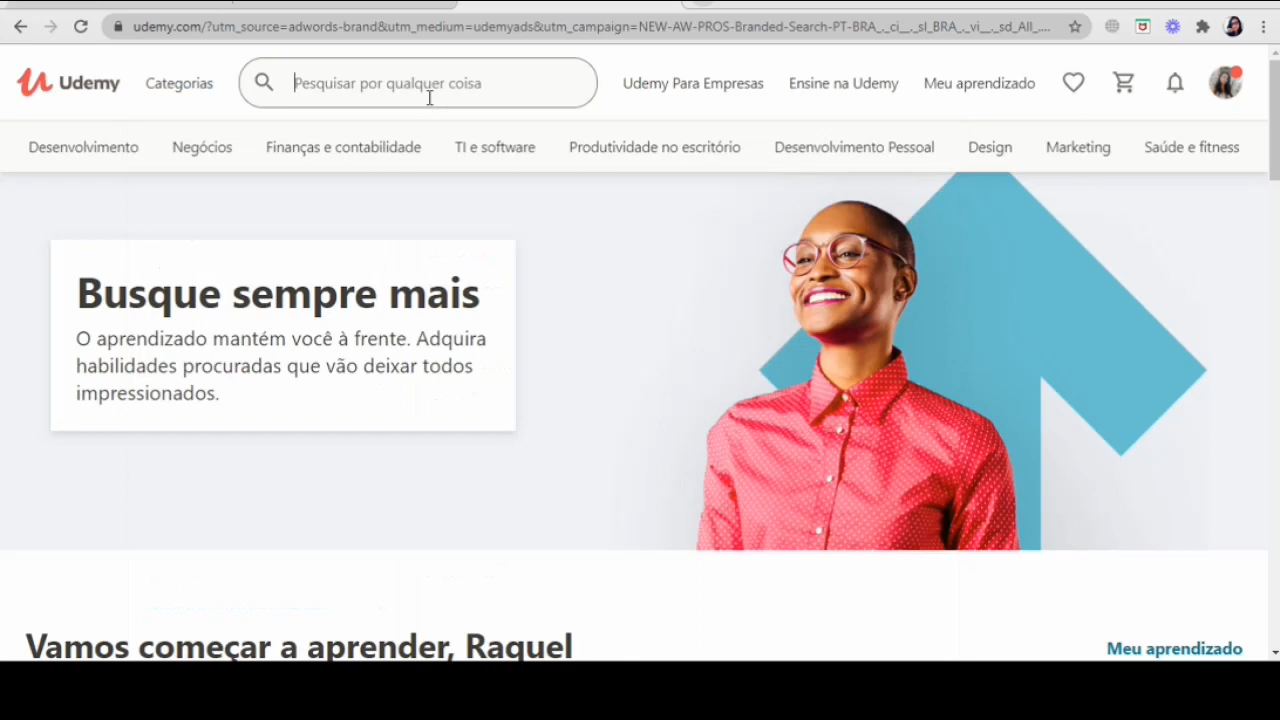 udemy.com/?utm_source=adwords-brand&utm_medium=udemyads&utm_campaign=NEW-AW-PROS-Branded-Search-PT-BRA_._ci__._sl_BRA_._vi__._sd_All_....
Udemy
Categorias
Pesquisar por qualquer coisa
Udemy Para Empresas
Ensine na Udemy
Meu aprendizado
Desenvolvimento
Negócios
Finanças e contabilidade
TI e software
Produtividade no escritório
Desenvolvimento Pessoal
Design
Marketing
Saúde e fitness
Busque sempre mais
O aprendizado mantém você à frente. Adquira
habilidades procuradas que vão deixar todos
impressionados.
Vamos começar a aprender, Raquel
Meu aprendizado